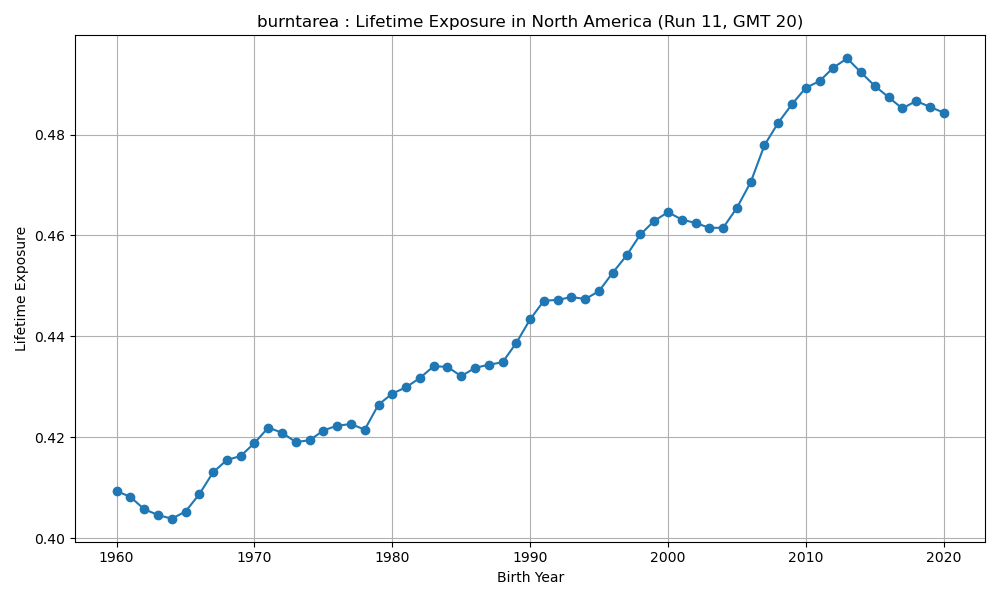 burntarea : Lifetime Exposure in North America (Run 11, GMT 20)
Lifetime Exposure
0.48
0.46
0.44
0.42
0.40
1960 1970 1980 1990 2000 2010 2020
Birth Year